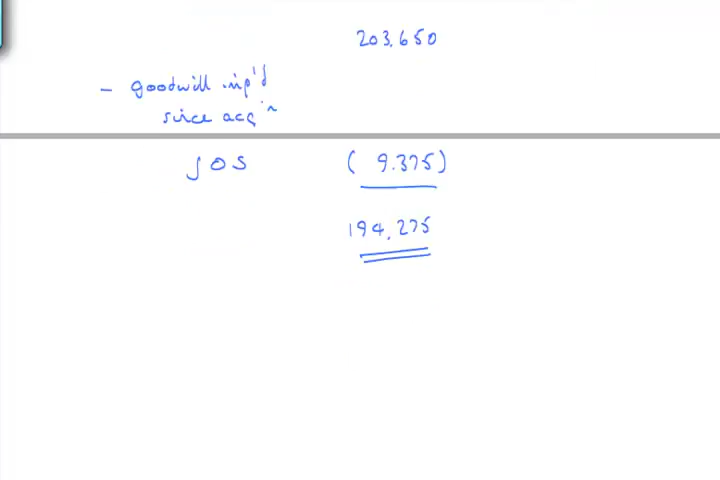 203.650
- goodwill imp'd
since acq'n
JOS ( 9.375)
194,275